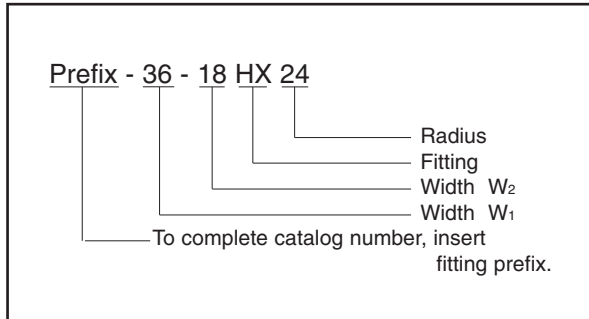 Prefix - 36 - 18 HX 24
Radius
Fitting
Width W₂
Width W₁
To complete catalog number, insert
fitting prefix.